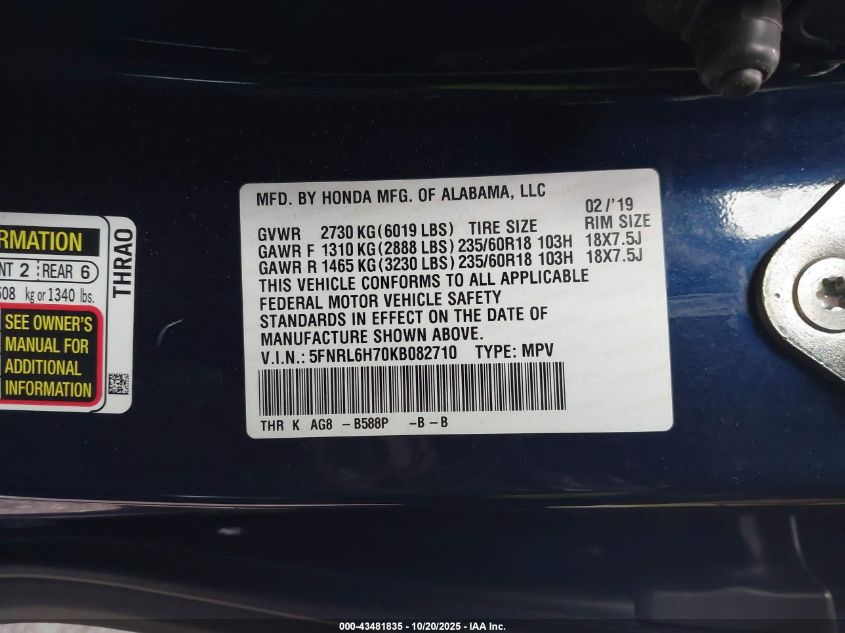 MFD. BY HONDA MFG. OF ALABAMA, LLC
02/'19
GVWR 2730 KG(6019 LBS) TIRE SIZE RIM SIZE
GAWR F 1310 KG(2888 LBS) 235/60R18 103H 18X7.5J
GAWR R 1465 KG(3230 LBS) 235/60R18 103H 18X7.5J
THIS VEHICLE CONFORMS TO ALL APPLICABLE
FEDERAL MOTOR VEHICLE SAFETY
STANDARDS IN EFFECT ON THE DATE OF
MANUFACTURE SHOWN ABOVE.
V.I.N.: 5FNRL6H70KB082710 TYPE: MPV
THR K AG8 -B588P -B-B
RMATION
NT 2 REAR 6
508 kg or 1340 lbs.
SEE OWNER'S
MANUAL FOR
ADDITIONAL
INFORMATION
THRA0
000-43481835 - 10/20/2025 - IAA Inc.